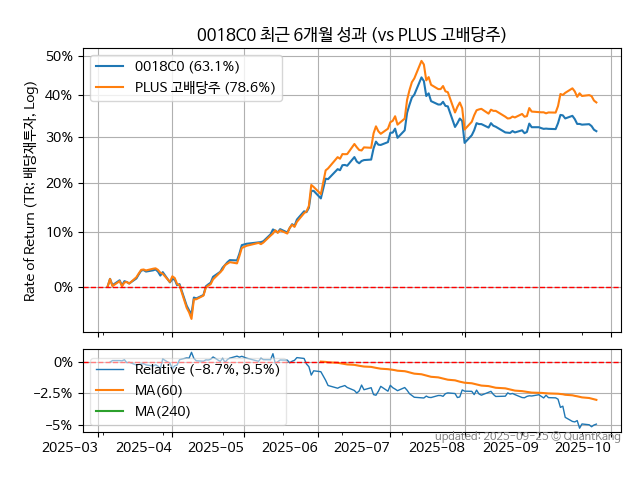 0018C0 최근 6개월 성과 (vs PLUS 고배당주)
Rate of Return (TR; 배당재투자, Log)
50%
40%
30%
20%
10%
0%
0018C0 (63.1%)
PLUS 고배당주 (78.6%)
0%
−2.5%
−5%
Relative (−8.7%, 9.5%)
MA(60)
MA(240)
updated: 2025-09-25 © QuantKang
2025-03
2025-04
2025-05
2025-06
2025-07
2025-08
2025-09
2025-10